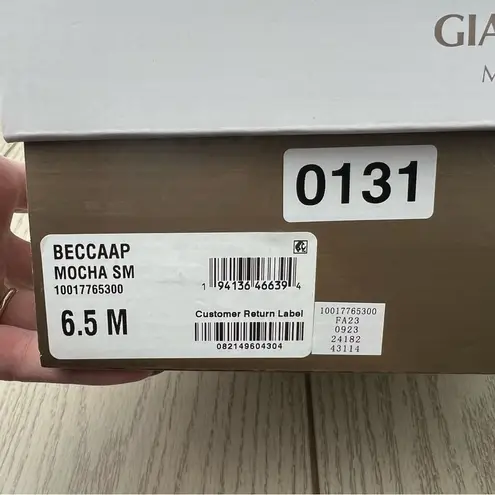 GIA
M
0131
BECCAAP
MOCHA SM
10017765300
6.5 M
1 94136 46639 4
Customer Return Label
082149604304
10017765300
FA23
0923
24182
43114